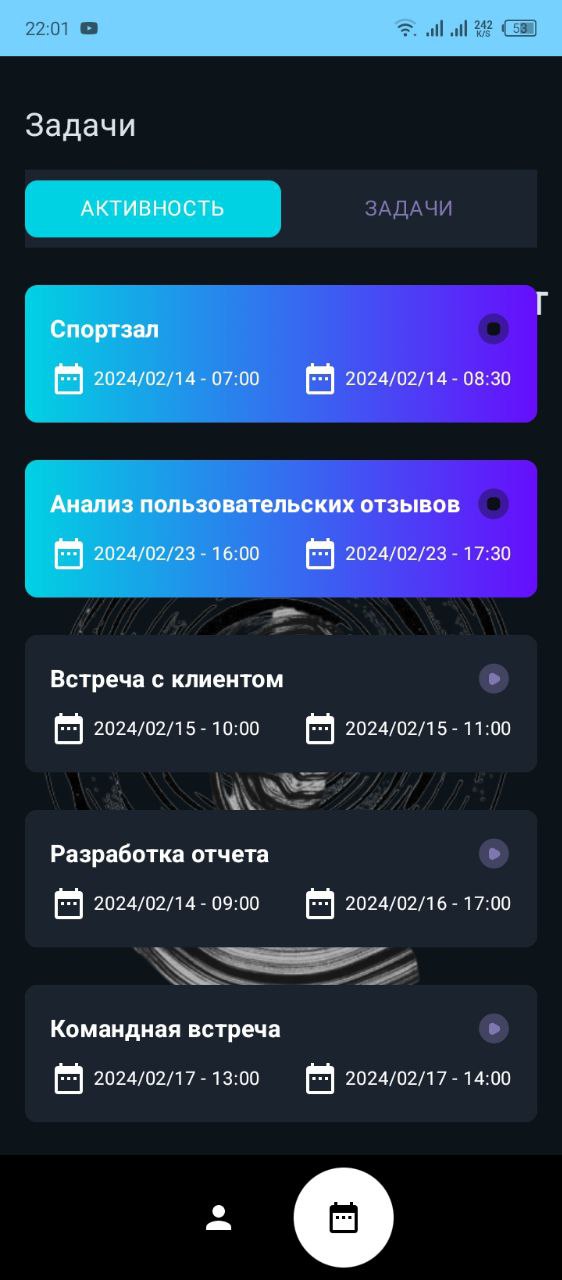 22:01
242
K/S
53
Задачи
АКТИВНОСТЬ
ЗАДАЧИ
т
Спортзал
2024/02/14 - 07:00
2024/02/14 - 08:30
Анализ пользовательских отзывов
2024/02/23 - 16:00
2024/02/23 - 17:30
Встреча с клиентом
2024/02/15 - 10:00
2024/02/15 - 11:00
Разработка отчета
2024/02/14 - 09:00
2024/02/16 - 17:00
Командная встреча
2024/02/17 - 13:00
2024/02/17 - 14:00